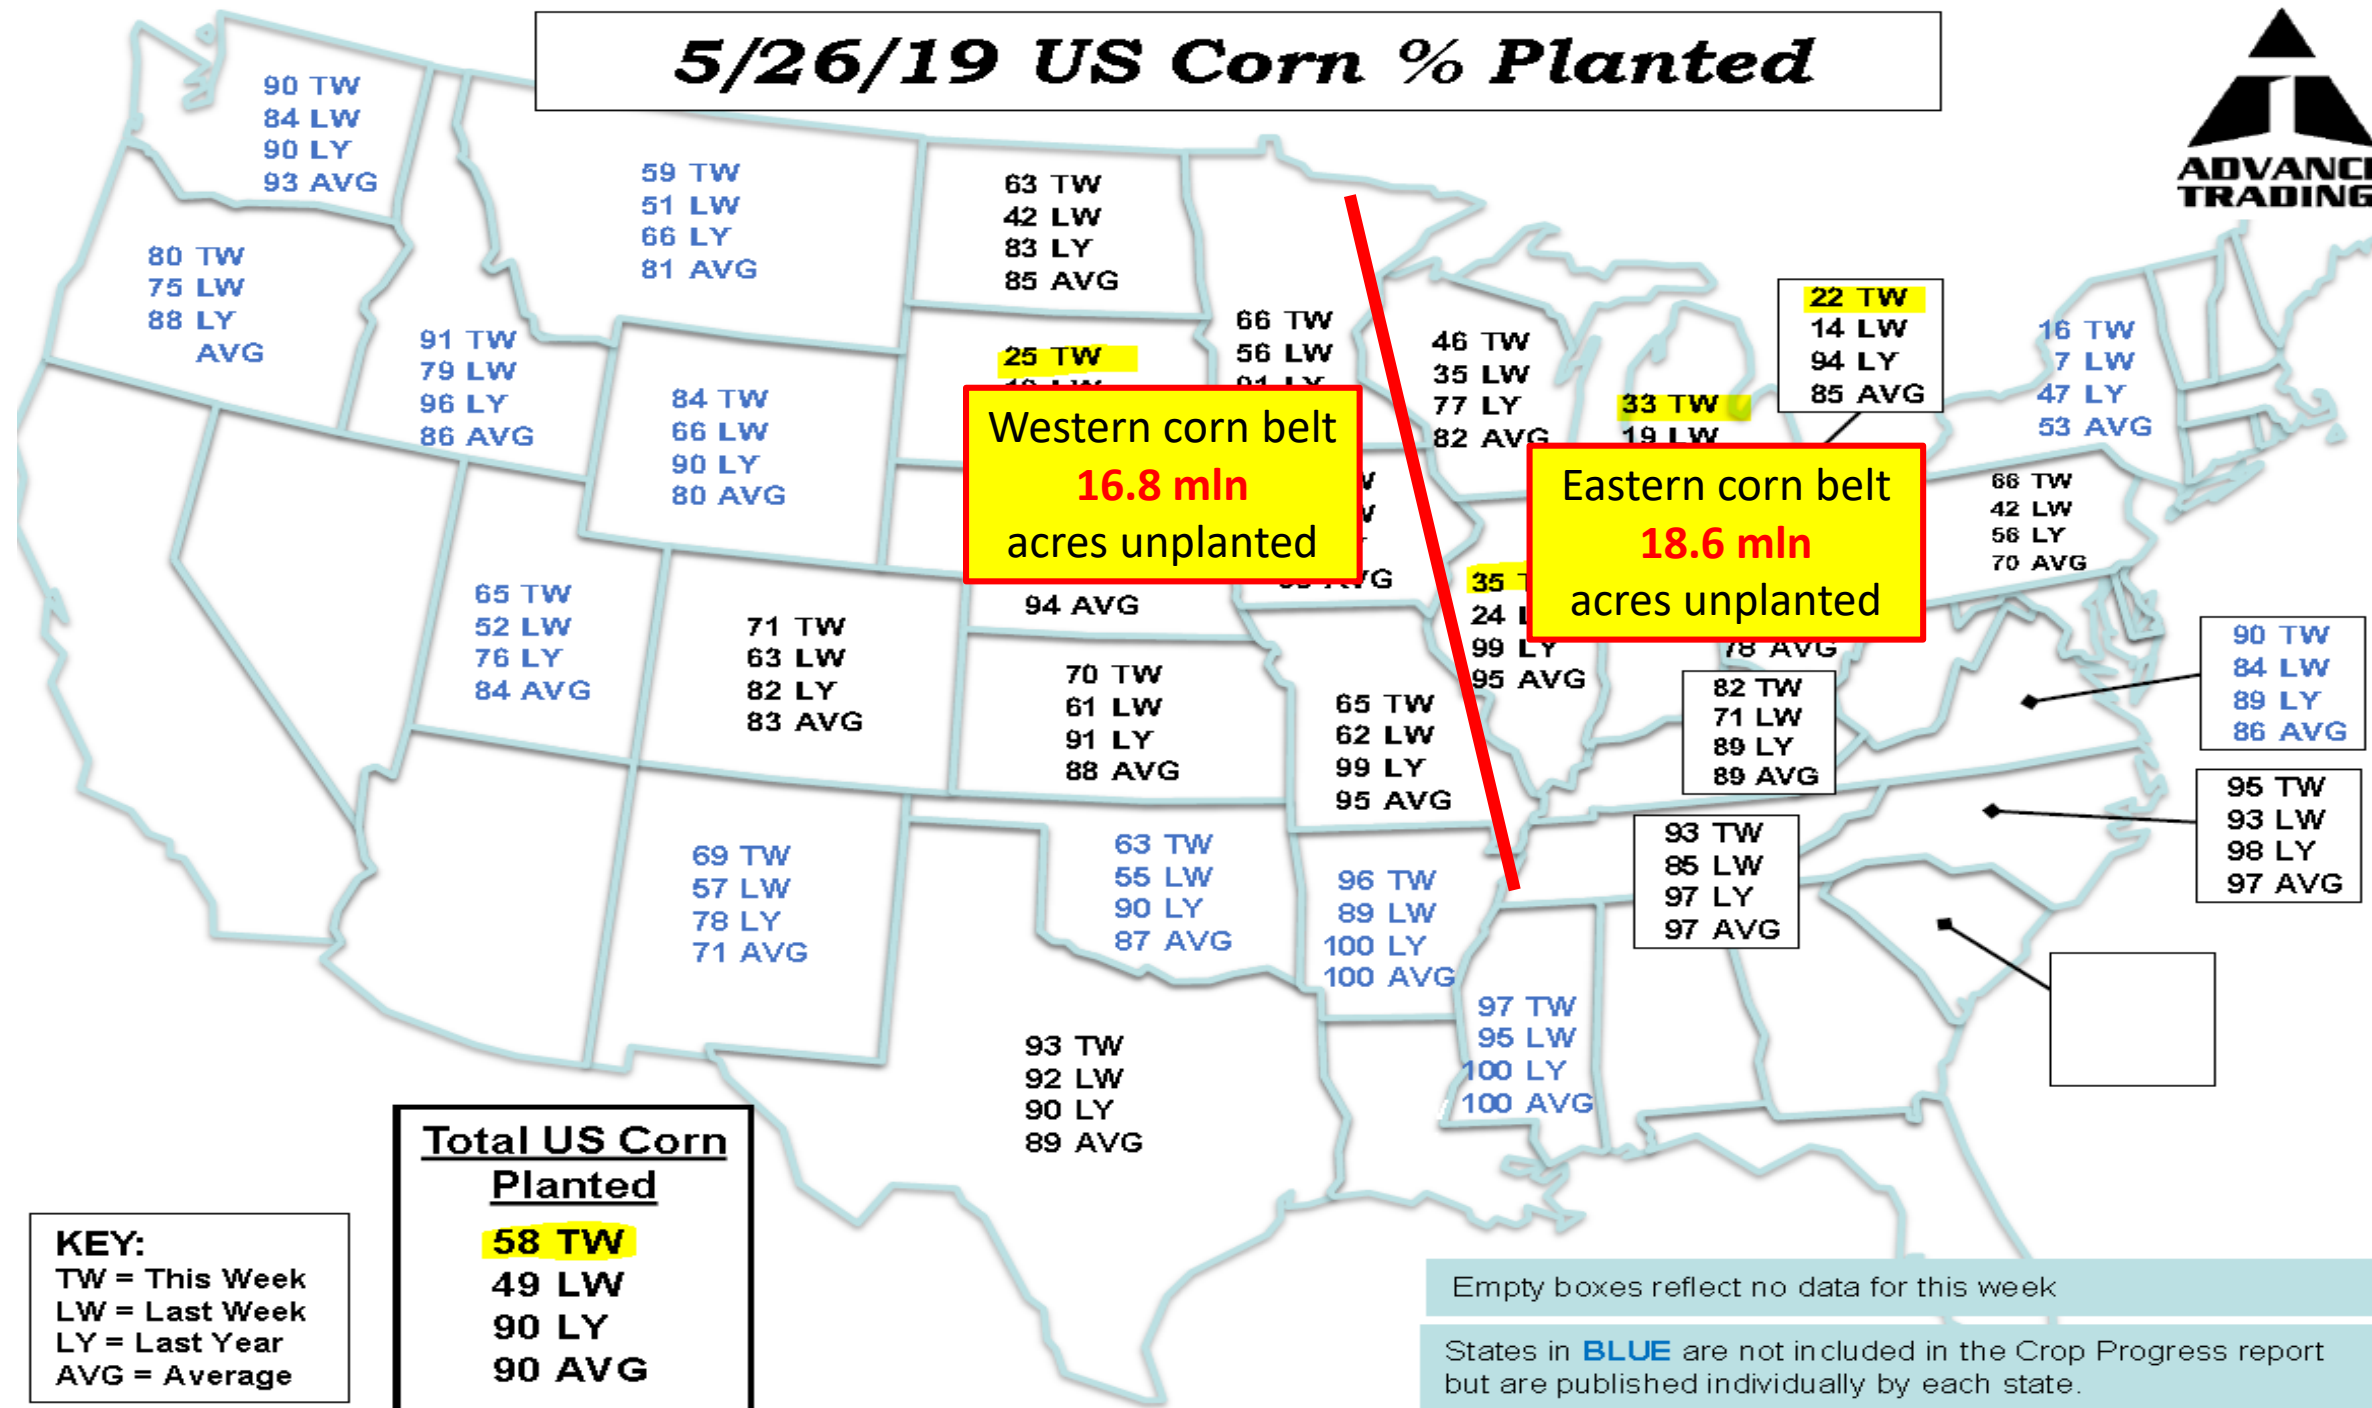 5/26/19 US Corn % Planted
ADVANCE
TRADING
90 TW
84 LW
90 LY
93 AVG
59 TW
51 LW
66 LY
81 AVG
63 TW
42 LW
83 LY
85 AVG
80 TW
75 LW
88 LY
AVG
91 TW
79 LW
96 LY
86 AVG
84 TW
66 LW
90 LY
80 AVG
25 TW
66 TW
56 LW
91 LY
46 TW
35 LW
77 LY
82 AVG
33 TW
19 LW
22 TW
14 LW
94 LY
85 AVG
16 TW
7 LW
47 LY
53 AVG
Western corn belt
16.8 mln
acres unplanted
Eastern corn belt
18.6 mln
acres unplanted
66 TW
42 LW
56 LY
70 AVG
94 AVG
35 T
24 L
99 LY
95 AVG
78 AVG
65 TW
52 LW
76 LY
84 AVG
71 TW
63 LW
82 LY
83 AVG
70 TW
61 LW
91 LY
88 AVG
65 TW
62 LW
99 LY
95 AVG
82 TW
71 LW
89 LY
89 AVG
90 TW
84 LW
89 LY
86 AVG
95 TW
93 LW
98 LY
97 AVG
69 TW
57 LW
78 LY
71 AVG
63 TW
55 LW
90 LY
87 AVG
96 TW
89 LW
100 LY
100 AVG
93 TW
85 LW
97 LY
97 AVG
97 TW
95 LW
100 LY
100 AVG
93 TW
92 LW
90 LY
89 AVG
Total US Corn
Planted
58 TW
49 LW
90 LY
90 AVG
KEY:
TW = This Week
LW = Last Week
LY = Last Year
AVG = Average
Empty boxes reflect no data for this week
States in BLUE are not included in the Crop Progress report
but are published individually by each state.